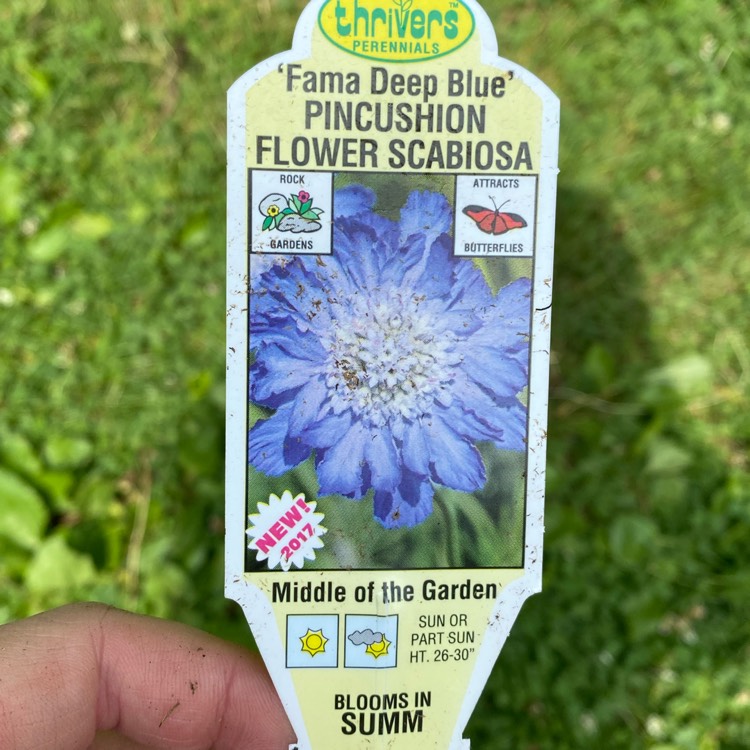 thrivers™
PERENNIALS
'Fama Deep Blue'
PINCUSHION
FLOWER SCABIOSA
ROCK
GARDENS
ATTRACTS
BUTTERFLIES
NEW!
2017
Middle of the Garden
SUN OR
PART SUN
HT. 26-30"
BLOOMS IN
SUMM